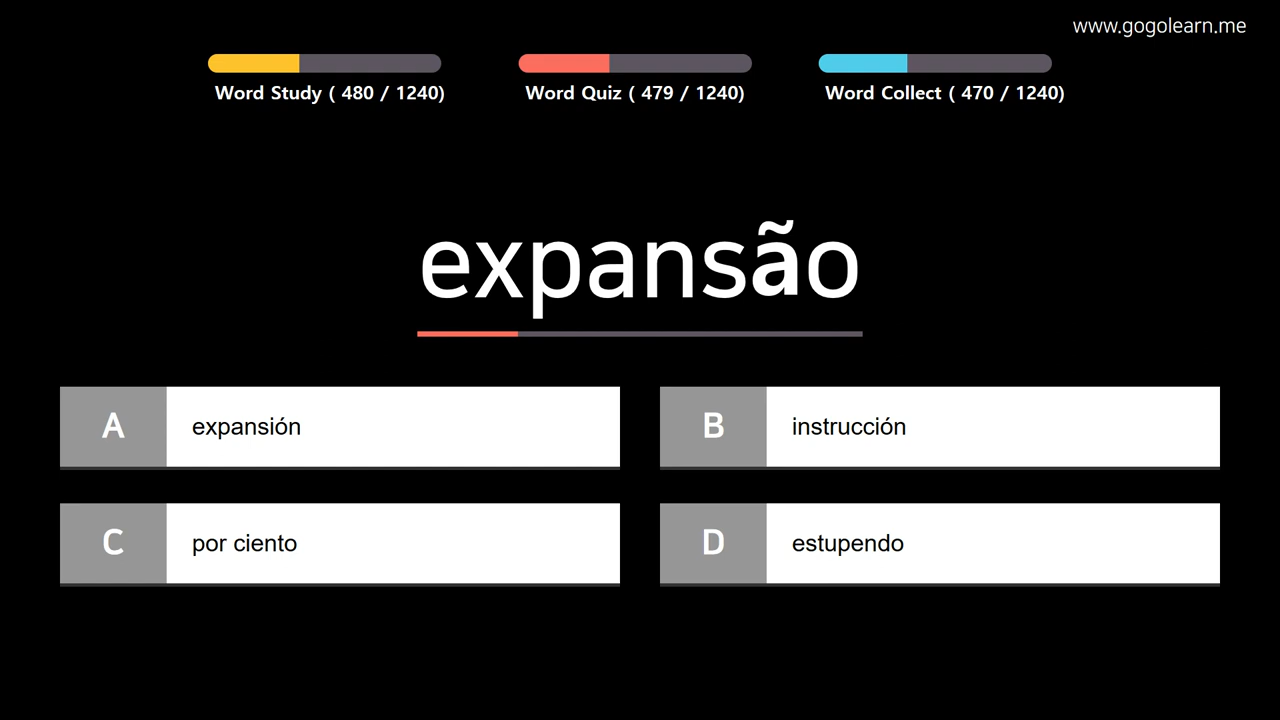 www.gogolearn.me
Word Study ( 480 / 1240)
Word Quiz ( 479 / 1240)
Word Collect ( 470 / 1240)
expansão
A expansión
B instrucción
C por ciento
D estupendo